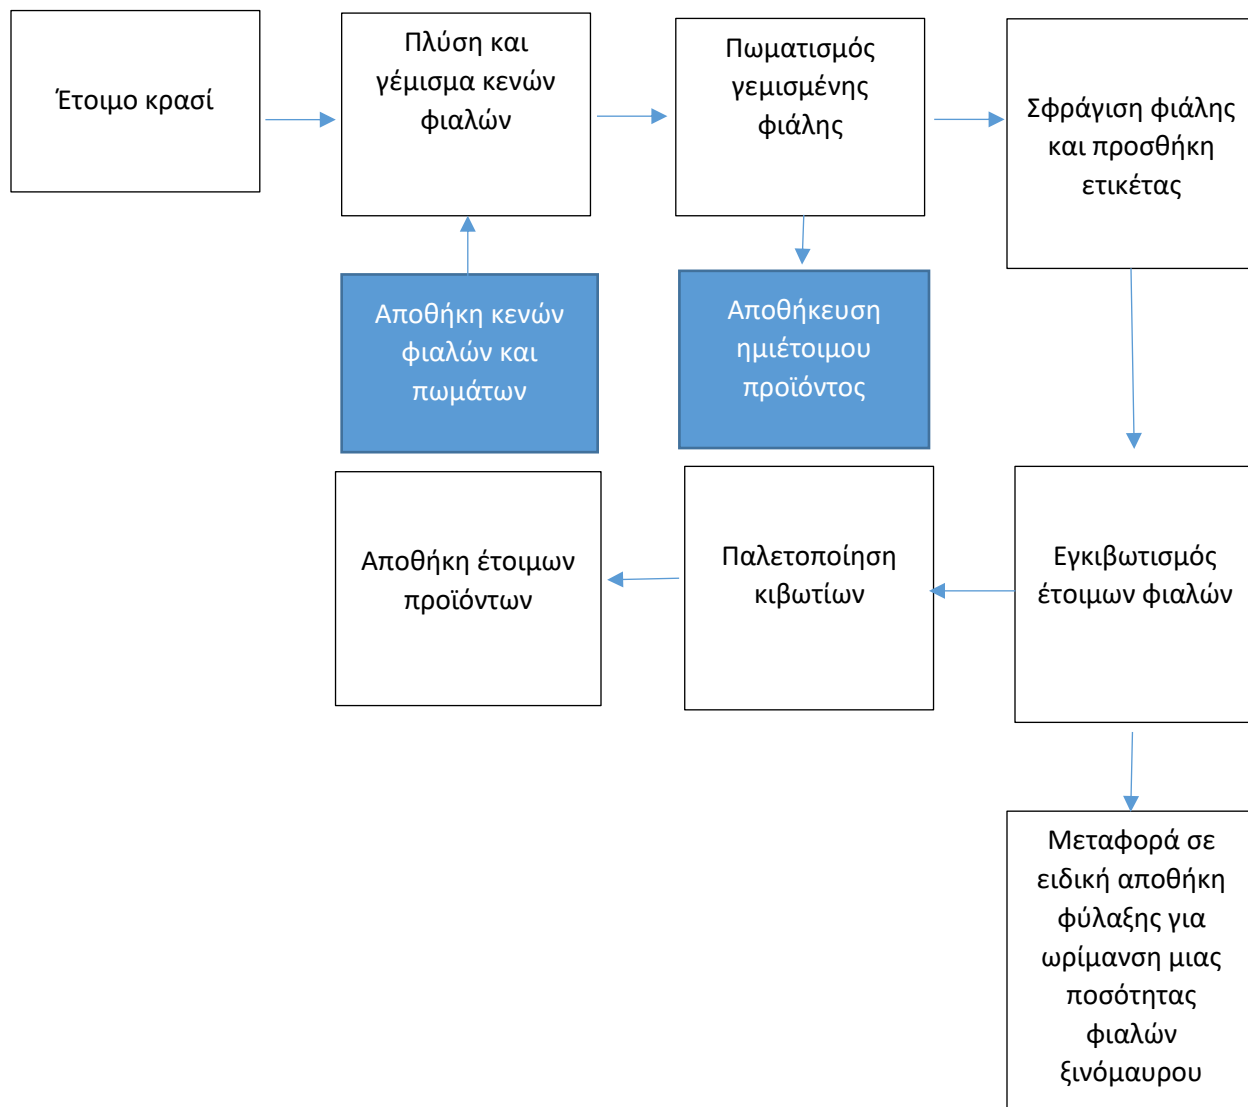 Έτοιμο κρασί
Πλύση και
γέμισμα κενών
φιαλών
Πωματισμός
γεμισμένης
φιάλης
Σφράγιση φιάλης
και προσθήκη
ετικέτας
Αποθήκη κενών
φιαλών και
πωμάτων
Αποθήκευση
ημιέτοιμου
προϊόντος
Αποθήκη έτοιμων
προϊόντων
Παλετοποίηση
κιβωτίων
Εγκιβωτισμός
έτοιμων φιαλών
Μεταφορά σε
ειδική αποθήκη
φύλαξης για
ωρίμανση μιας
ποσότητας
φιαλών
ξινόμαυρου